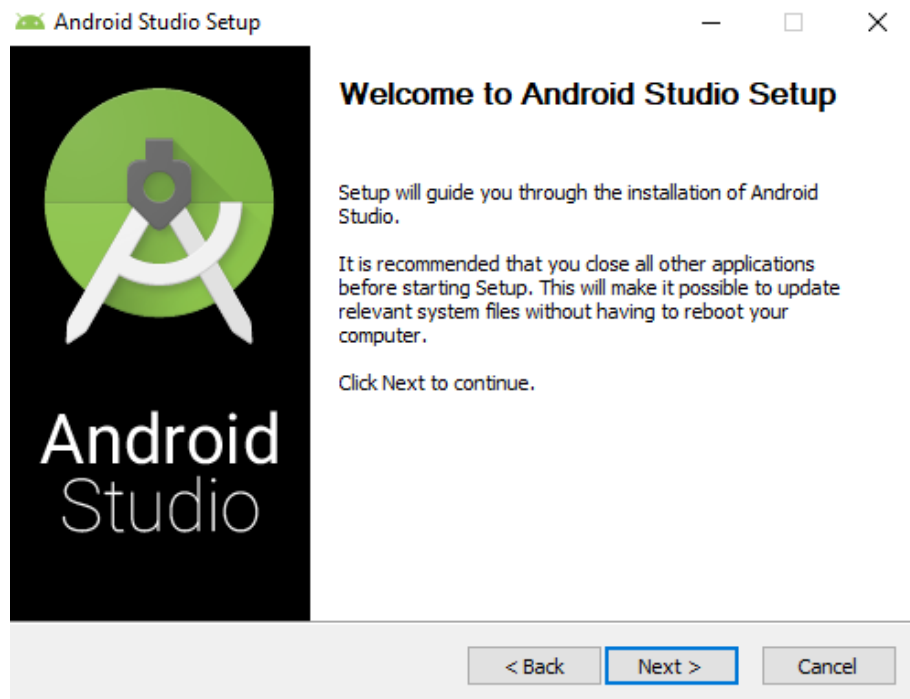 Android Studio Setup
Welcome to Android Studio Setup
Setup will guide you through the installation of Android
Studio.
It is recommended that you close all other applications
before starting Setup. This will make it possible to update
relevant system files without having to reboot your
computer.
Click Next to continue.
Android
Studio
< Back
Next >
Cancel